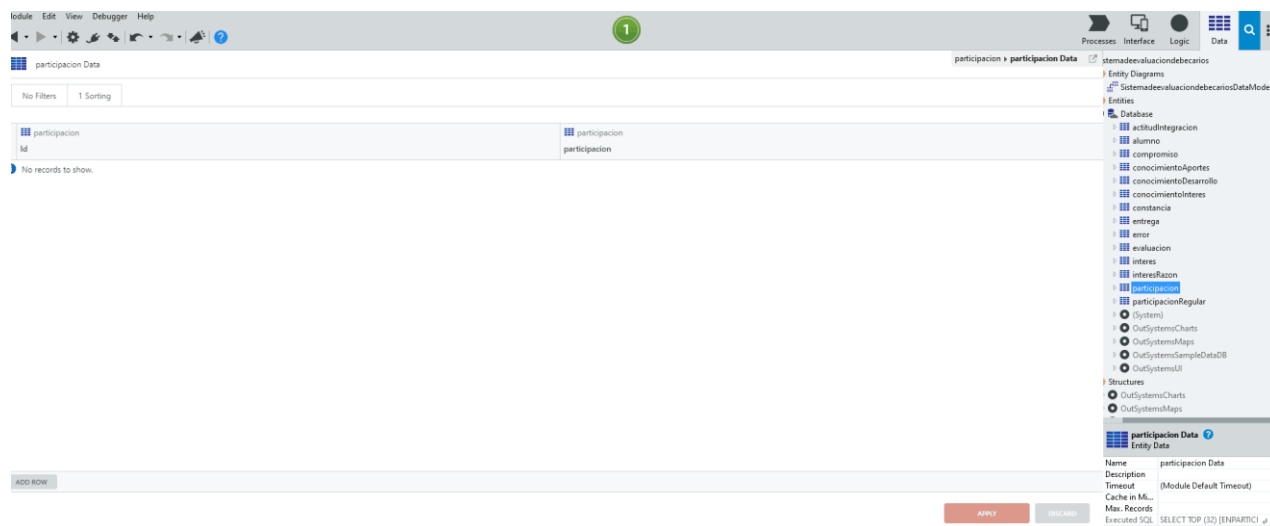 Module Edit View Debugger Help
1
Processes Interface Logic Data
participacion Data
participacion › participacion Data
No Filters 1 Sorting
participacion participacion
Id participacion
No records to show.
ADD ROW
APPLY DISCARD
stemadeevaluaciondebecarios
Entity Diagrams
SistemadeevaluaciondebecariosDataMode
Entities
Database
actitudIntegracion
alumno
compromiso
conocimientoAportes
conocimientoDesarrollo
conocimientoInteres
constancia
entrega
error
evaluacion
interes
interesRazon
participacion
participacionRegular
(System)
OutSystemsCharts
OutSystemsMaps
OutSystemsSampleDataDB
OutSystemsUI
Structures
OutSystemsCharts
OutSystemsMaps
participacion Data ?
Entity Data
Name participacion Data
Description
Timeout (Module Default Timeout)
Cache in Mi...
Max. Records
Executed SQL SELECT TOP (32) [ENPARTICI